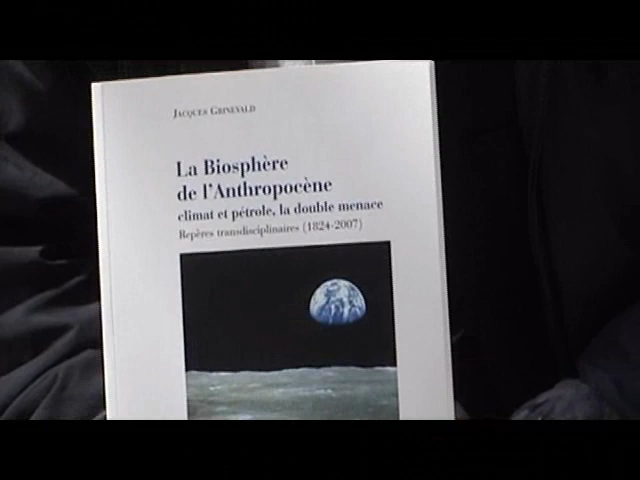 Jacques Grinevald
La Biosphère
de l'Anthropocène
climat et pétrole, la double menace
Repères transdisciplinaires (1824-2007)